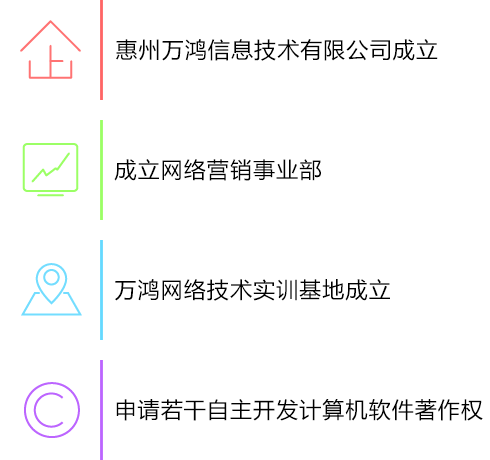 惠州万鸿信息技术有限公司成立
成立网络营销事业部
万鸿网络技术实训基地成立
申请若干自主开发计算机软件著作权